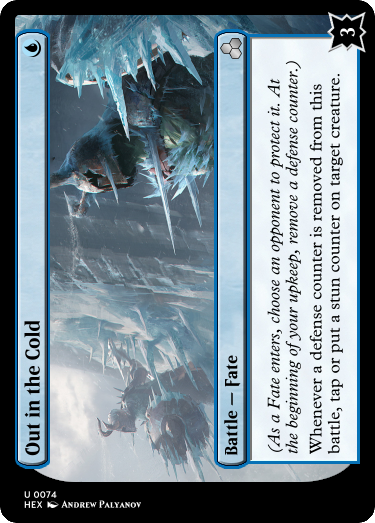 Out in the Cold
Battle — Fate
3
(As a Fate enters, choose an opponent to protect it. At
the beginning of your upkeep, remove a defense counter.)
Whenever a defense counter is removed from this
battle, tap or put a stun counter on target creature.
U 0074
HEX Andrew Palyanov